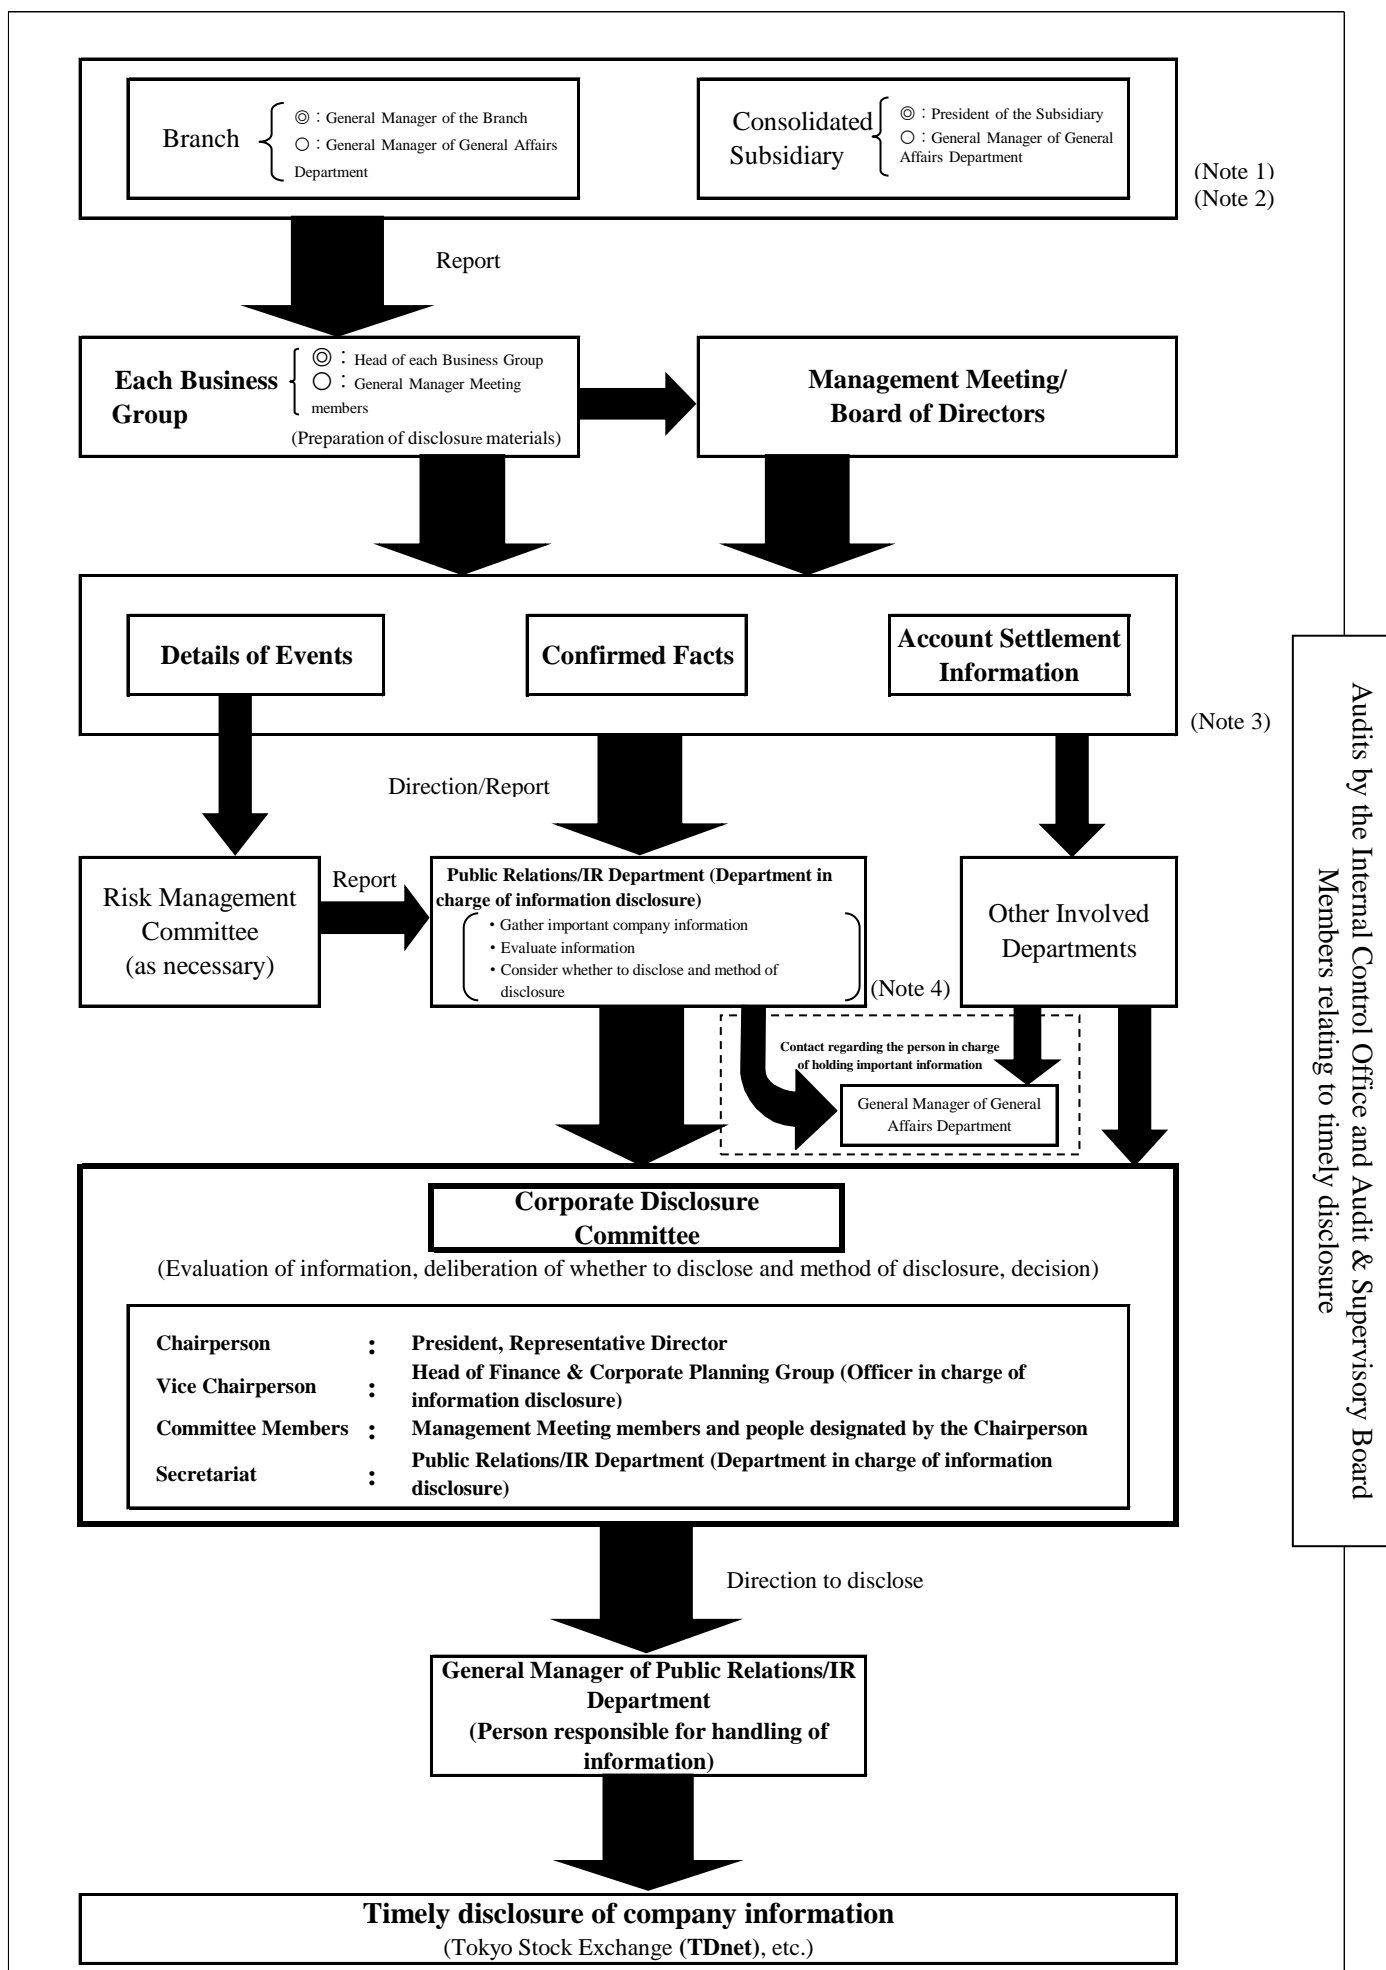 Branch
◎：General Manager of the Branch
○：General Manager of General Affairs
Department
Consolidated
Subsidiary
◎：President of the Subsidiary
○：General Manager of General
Affairs Department
(Note 1)
(Note 2)
Report
Each Business
Group
◎：Head of each Business Group
○：General Manager Meeting
members
(Preparation of disclosure materials)
Management Meeting/
Board of Directors
Details of Events
Confirmed Facts
Account Settlement
Information
(Note 3)
Direction/Report
Risk Management
Committee
(as necessary)
Report
Public Relations/IR Department (Department in
charge of information disclosure)
・Gather important company information
・Evaluate information
・Consider whether to disclose and method of
disclosure
(Note 4)
Other Involved
Departments
Contact regarding the person in charge
of holding important information
General Manager of General
Affairs Department
Corporate Disclosure
Committee
(Evaluation of information, deliberation of whether to disclose and method of disclosure, decision)
Chairperson : President, Representative Director
Vice Chairperson : Head of Finance & Corporate Planning Group (Officer in charge of
information disclosure)
Committee Members : Management Meeting members and people designated by the Chairperson
Secretariat : Public Relations/IR Department (Department in charge of information
disclosure)
Direction to disclose
General Manager of Public Relations/IR
Department
(Person responsible for handling of
information)
Timely disclosure of company information
(Tokyo Stock Exchange (TDnet), etc.)
Audits by the Internal Control Office and Audit & Supervisory Board
Members relating to timely disclosure